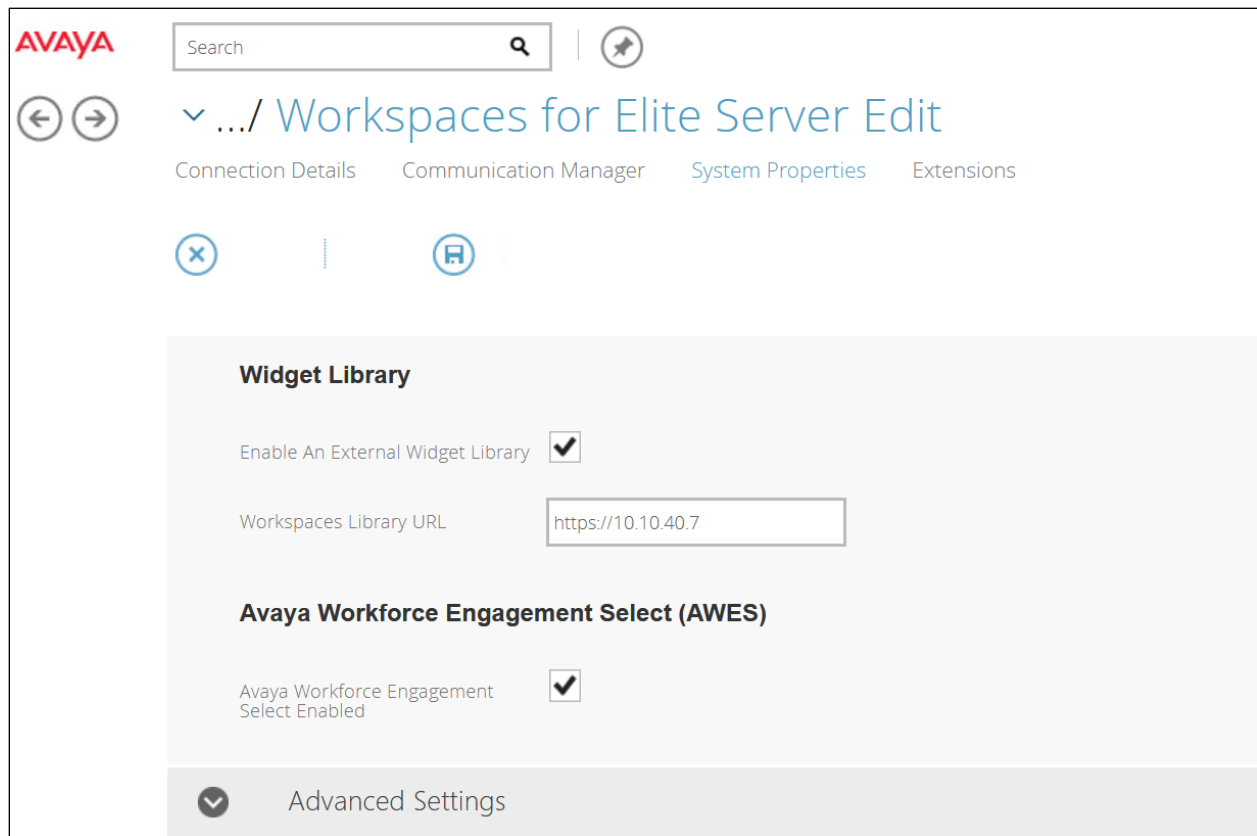 AVAYA
Search
.../ Workspaces for Elite Server Edit
Connection Details Communication Manager System Properties Extensions
Widget Library
Enable An External Widget Library
Workspaces Library URL https://10.10.40.7
Avaya Workforce Engagement Select (AWES)
Avaya Workforce Engagement
Select Enabled
Advanced Settings